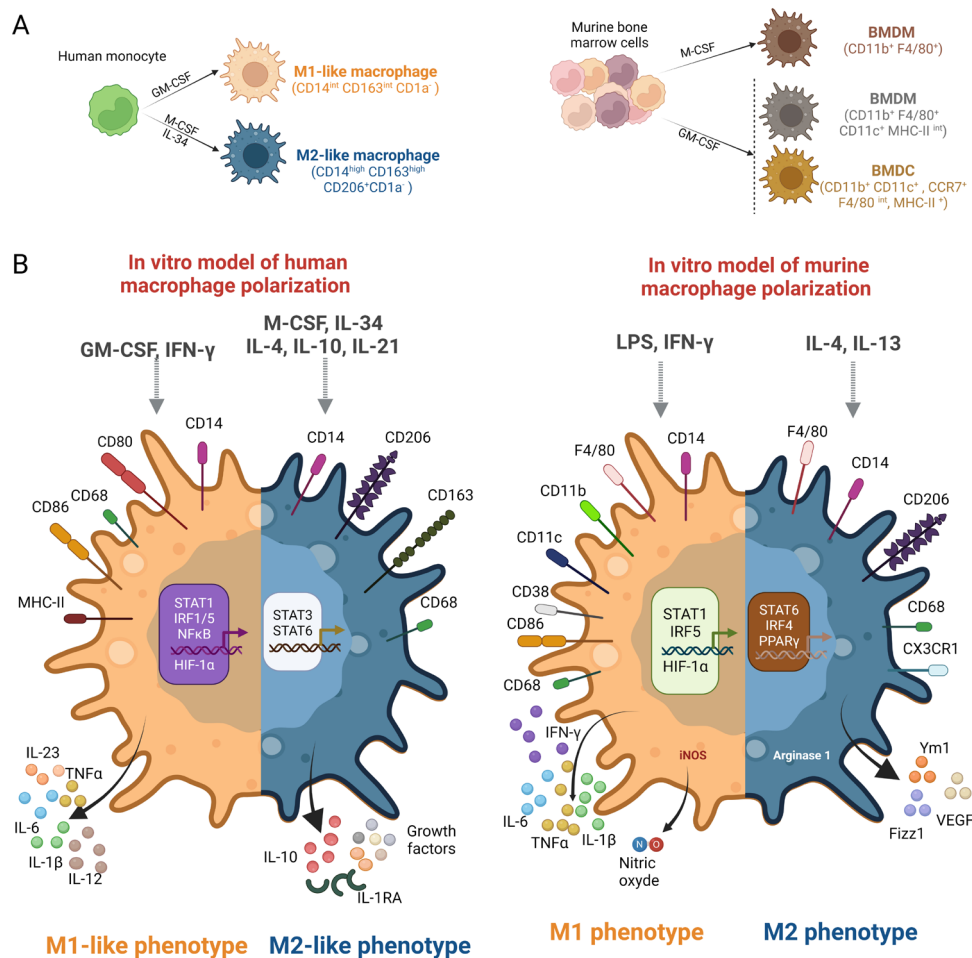 A
Human monocyte
GM-CSF
M-CSF
IL-34
M1-like macrophage
(CD14int CD163int CD1a-)
M2-like macrophage
(CD14high CD163high
CD206+CD1a-)
Murine bone
marrow cells
M-CSF
GM-CSF
BMDM
(CD11b+ F4/80+)
BMDM
(CD11b+ F4/80+
CD11c+ MHC-II int)
BMDC
(CD11b+ CD11c+ , CCR7+
F4/80 int, MHC-II +)
B
In vitro model of human
macrophage polarization
GM-CSF, IFN-γ
M-CSF, IL-34
IL-4, IL-10, IL-21
CD14
CD80
CD68
CD86
MHC-II
CD14
CD206
CD163
CD68
STAT1
IRF1/5
NFκB
HIF-1α
STAT3
STAT6
IL-23
TNFα
IL-6
IL-1β
IL-12
IL-10
Growth
factors
IL-1RA
M1-like phenotype
M2-like phenotype
In vitro model of murine
macrophage polarization
LPS, IFN-γ
IL-4, IL-13
CD14
F4/80
CD11b
CD11c
CD38
CD86
CD68
F4/80
CD14
CD206
CD68
CX3CR1
STAT1
IRF5
HIF-1α
STAT6
IRF4
PPARγ
IFN-γ
iNOS
Arginase 1
IL-6
TNFα
IL-1β
N
O
Nitric
oxyde
Ym1
VEGF
Fizz1
M1 phenotype
M2 phenotype